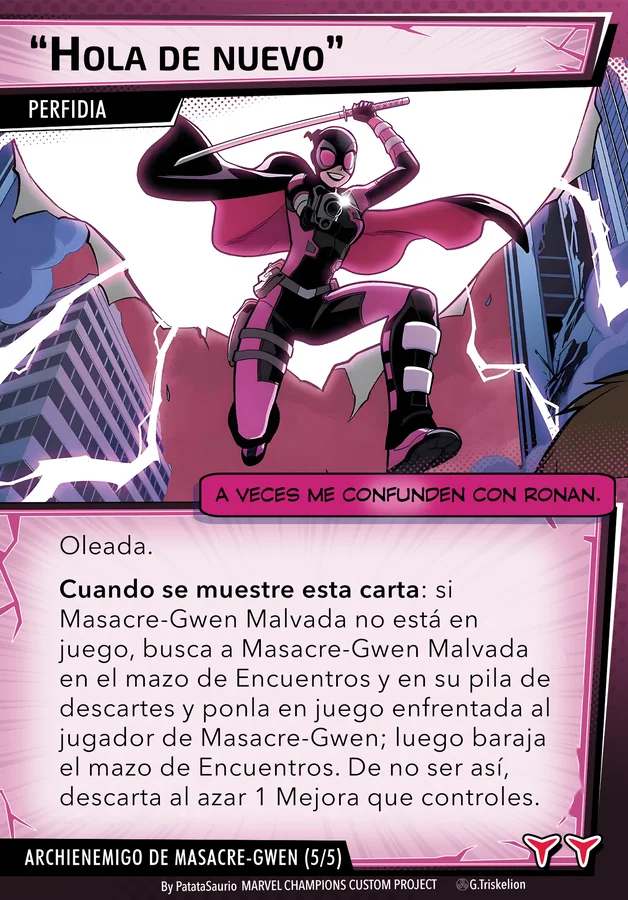 “HOLA DE NUEVO”
PERFIDIA
A VECES ME CONFUNDEN CON RONAN.
Oleada.
Cuando se muestre esta carta: si
Masacre-Gwen Malvada no está en
juego, busca a Masacre-Gwen Malvada
en el mazo de Encuentros y en su pila de
descartes y ponla en juego enfrentada al
jugador de Masacre-Gwen; luego baraja
el mazo de Encuentros. De no ser así,
descarta al azar 1 Mejora que controles.
ARCHIENEMIGO DE MASACRE-GWEN (5/5)
By PatataSaurio MARVEL CHAMPIONS CUSTOM PROJECT G.Triskelion